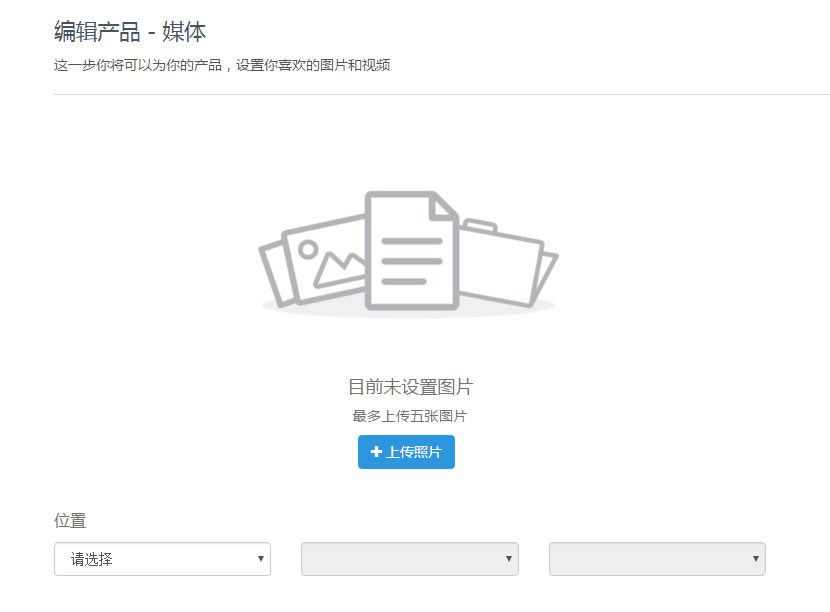 编辑产品 - 媒体
这一步你将可以为你的产品，设置你喜欢的图片和视频
目前未设置图片
最多上传五张图片
+ 上传照片
位置
请选择